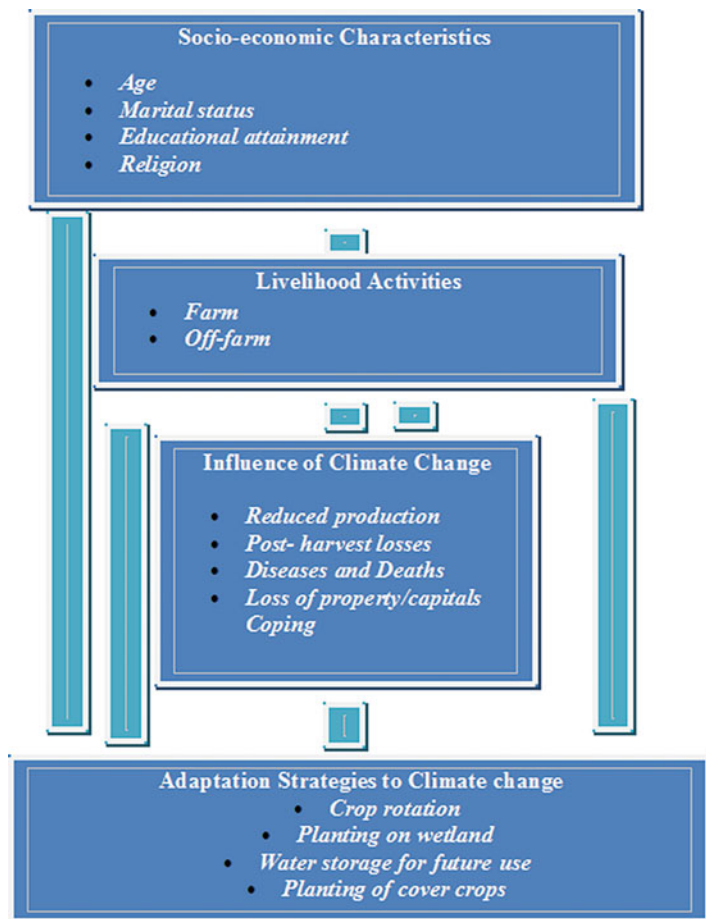 Socio-economic Characteristics
• Age
• Marital status
• Educational attainment
• Religion
Livelihood Activities
• Farm
• Off-farm
Influence of Climate Change
• Reduced production
• Post- harvest losses
• Diseases and Deaths
• Loss of property/capitals
Coping
Adaptation Strategies to Climate change
• Crop rotation
• Planting on wetland
• Water storage for future use
• Planting of cover crops